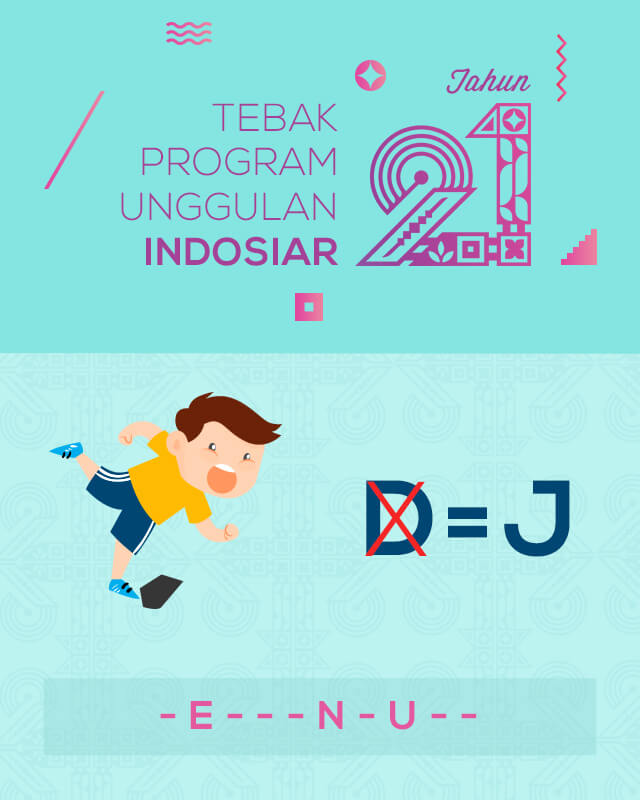 Tahun
TEBAK
PROGRAM
UNGGULAN
INDOSIAR
21
D = J
- E - - - N - U - -